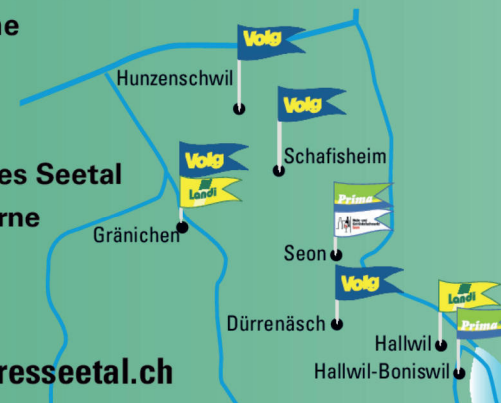 ne
Volg
Hunzenschwil
Volg
Schafisheim
es Seetal
Volg
Landi
rne
Gränichen
Prima
Seon
Volg
Landi
Dürrenäsch
Prima
Hallwil
Hallwil-Boniswil
resseetal.ch